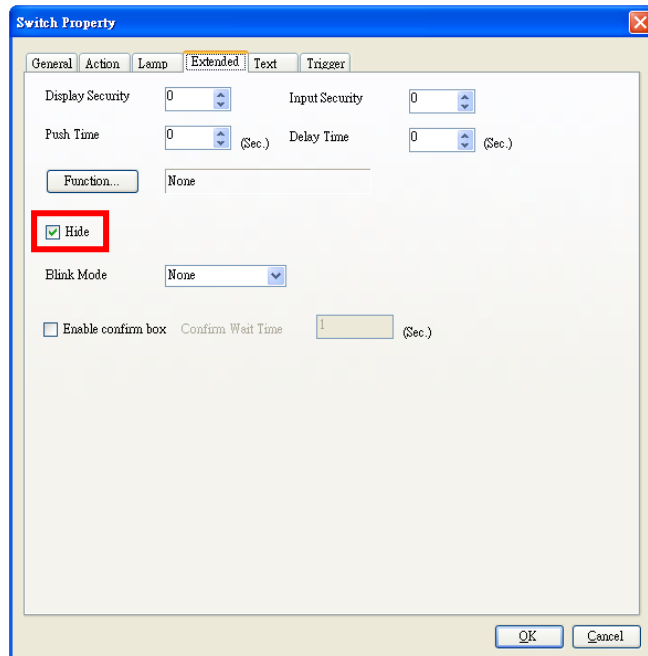 Switch Property
General Action Lamp Extended Text Trigger
Display Security 0 Input Security 0
Push Time 0 (Sec.) Delay Time 0 (Sec.)
Function... None
Hide
Blink Mode None
Enable confirm box Confirm Wait Time 1 (Sec.)
OK Cancel